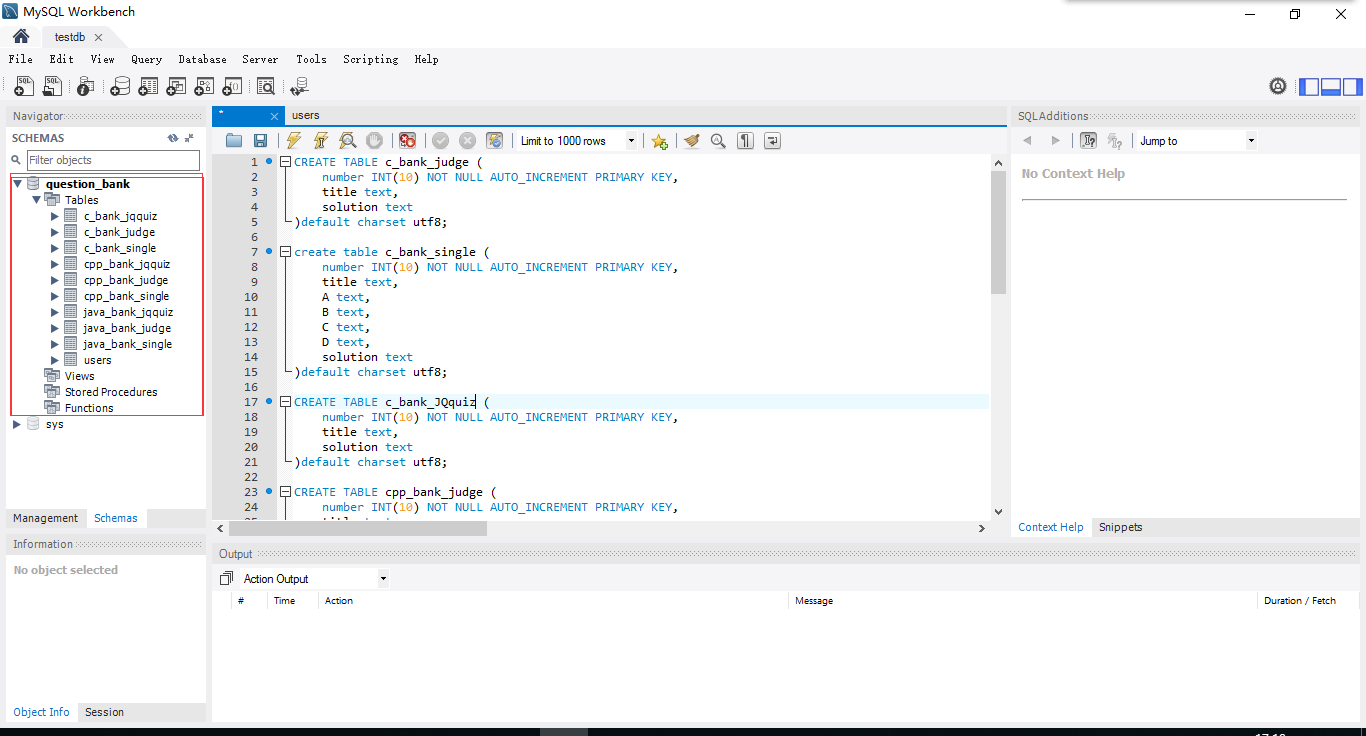 MySQL Workbench
testdb
File Edit View Query Database Server Tools Scripting Help
Navigator
SCHEMAS
Filter objects
question_bank
Tables
c_bank_jqquiz
c_bank_judge
c_bank_single
cpp_bank_jqquiz
cpp_bank_judge
cpp_bank_single
java_bank_jqquiz
java_bank_judge
java_bank_single
users
Views
Stored Procedures
Functions
sys
Management Schemas
Information
No object selected
Object Info Session
* users
Limit to 1000 rows
1 CREATE TABLE c_bank_judge (
2 number INT(10) NOT NULL AUTO_INCREMENT PRIMARY KEY,
3 title text,
4 solution text
5 )default charset utf8;
6
7 create table c_bank_single (
8 number INT(10) NOT NULL AUTO_INCREMENT PRIMARY KEY,
9 title text,
10 A text,
11 B text,
12 C text,
13 D text,
14 solution text
15 )default charset utf8;
16
17 CREATE TABLE c_bank_JQquiz (
18 number INT(10) NOT NULL AUTO_INCREMENT PRIMARY KEY,
19 title text,
20 solution text
21 )default charset utf8;
22
23 CREATE TABLE cpp_bank_judge (
24 number INT(10) NOT NULL AUTO_INCREMENT PRIMARY KEY,
SQLAdditions
Jump to
No Context Help
Context Help Snippets
Output
Action Output
# Time Action Message Duration / Fetch